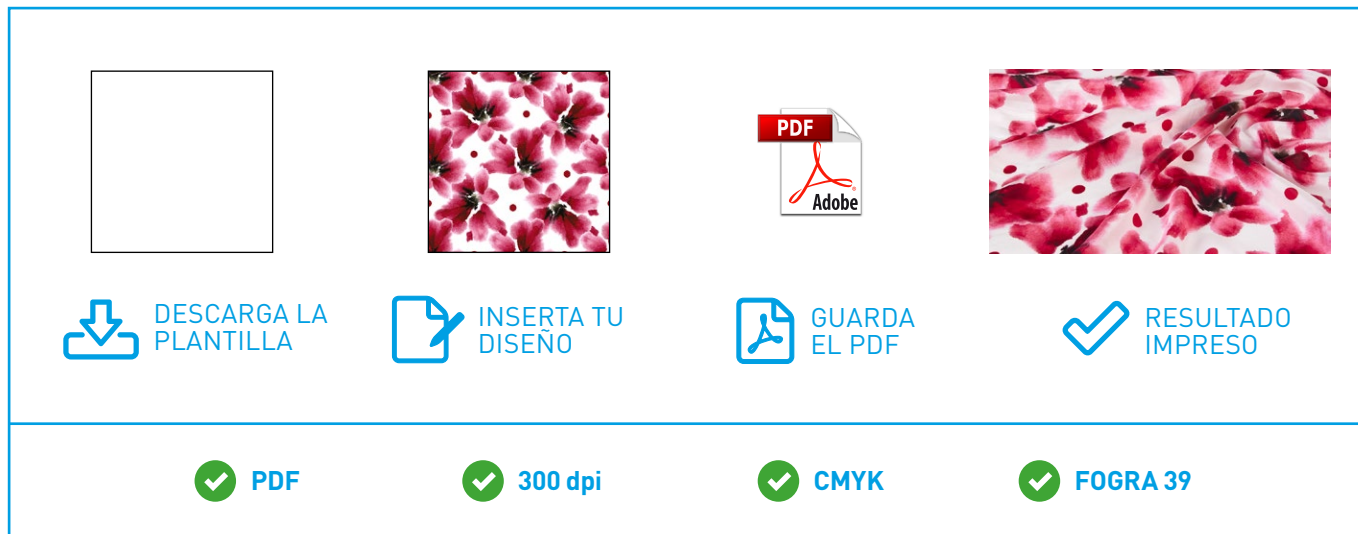 PDF
Adobe
DESCARGA LA
PLANTILLA
INSERTA TU
DISEÑO
GUARDA
EL PDF
RESULTADO
IMPRESO
PDF
300 dpi
CMYK
FOGRA 39